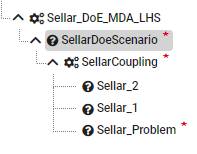 Sellar_DoE_MDA_LHS
SellarDoeScenario *
SellarCoupling *
Sellar_2
Sellar_1
Sellar_Problem *